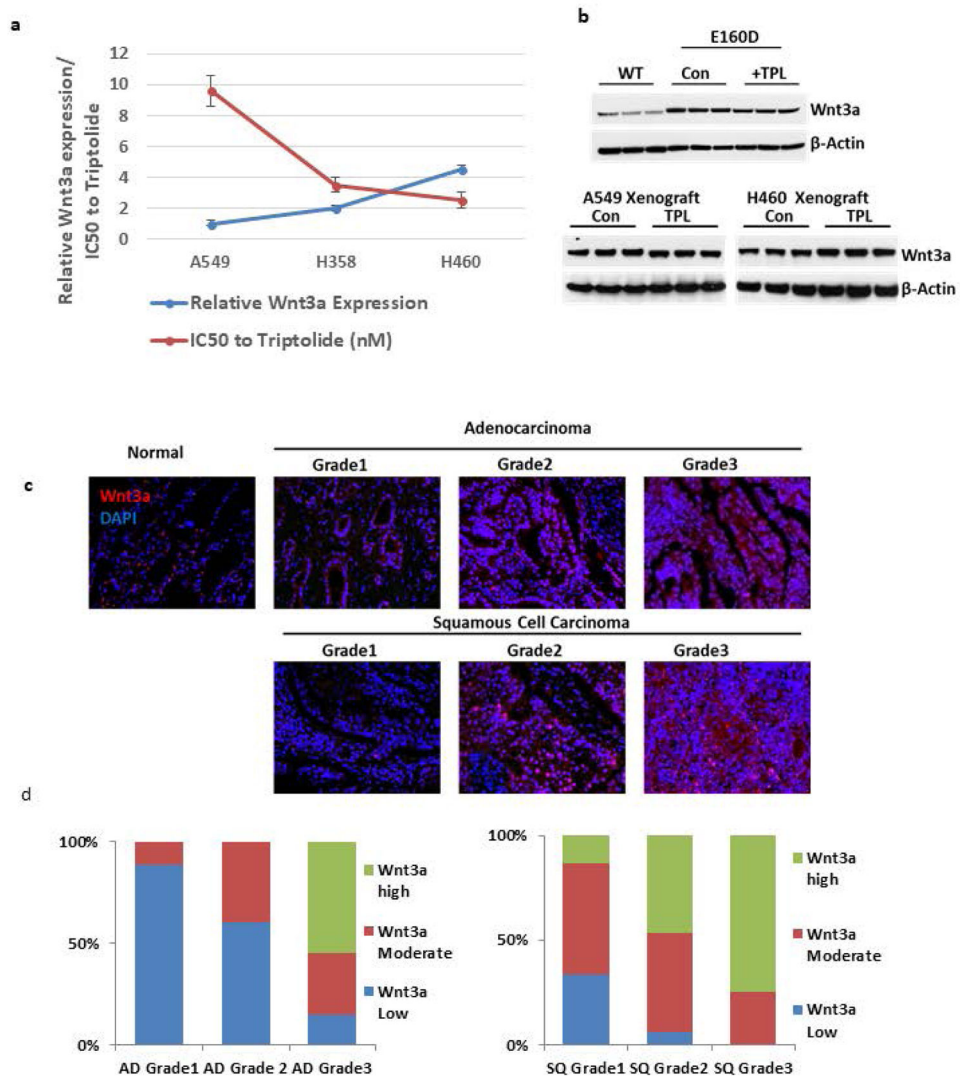 a
Relative Wnt3a expression/
IC50 to Triptolide
12
10
8
6
4
2
0
A549 H358 H460
Relative Wnt3a Expression
IC50 to Triptolide (nM)
b
E160D
WT Con +TPL
Wnt3a
β-Actin
A549 Xenograft H460 Xenograft
Con TPL Con TPL
Wnt3a
β-Actin
c
Adenocarcinoma
Normal
Grade1 Grade2 Grade3
Wnt3a
DAPI
Squamous Cell Carcinoma
Grade1 Grade2 Grade3
d
100%
50%
0%
AD Grade1 AD Grade 2 AD Grade3
Wnt3a
high
Wnt3a
Moderate
Wnt3a
Low
100%
50%
0%
SQ Grade1 SQ Grade2 SQ Grade3
Wnt3a
high
Wnt3a
Moderate
Wnt3a
Low